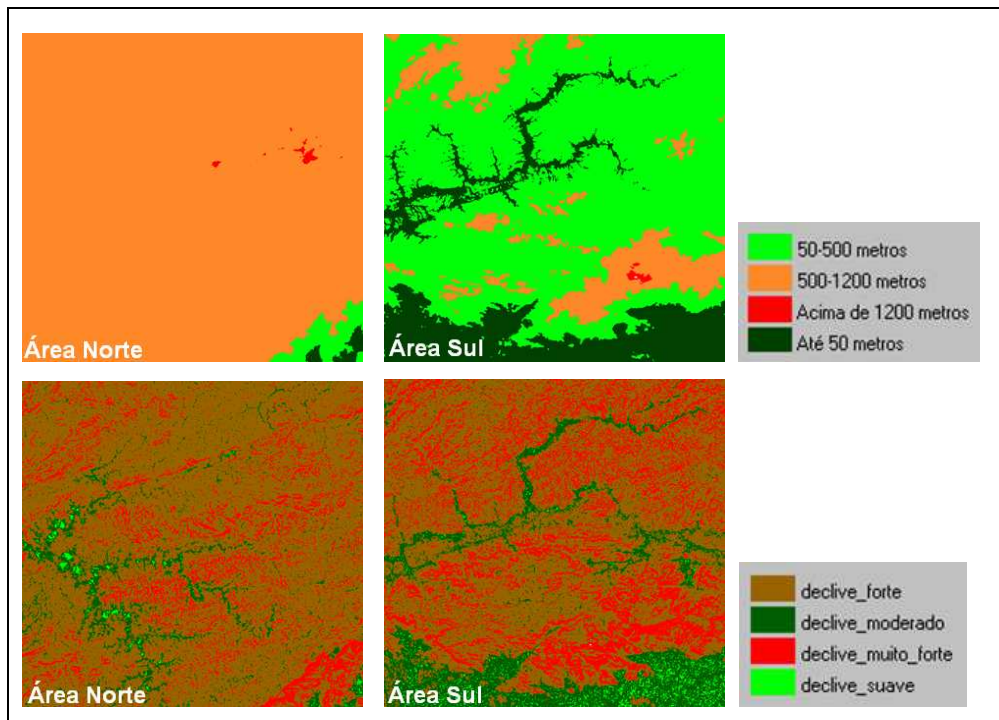 Área Norte
Área Sul
50-500 metros
500-1200 metros
Acima de 1200 metros
Até 50 metros
Área Norte
Área Sul
declive_forte
declive_moderado
declive_muito_forte
declive_suave